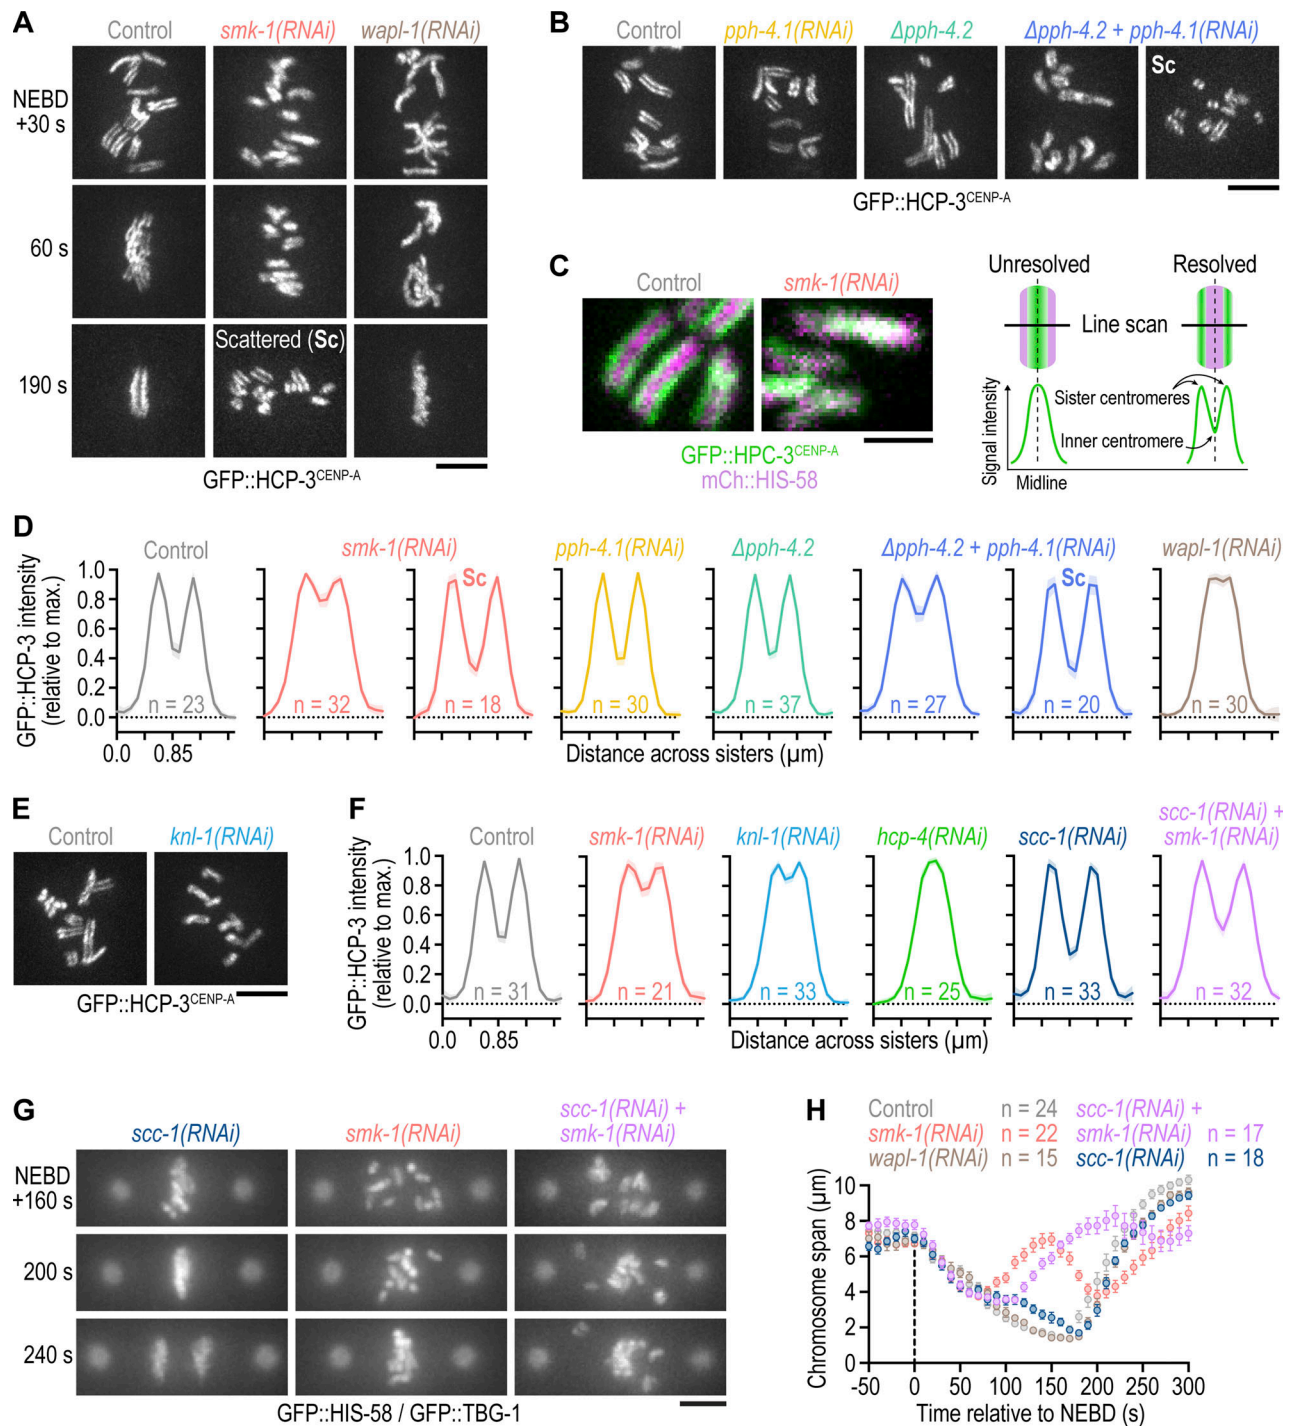 A
Control
smk-1(RNAi)
wapl-1(RNAi)
NEBD
+30 s
60 s
190 s
Scattered (Sc)
GFP::HCP-3CENP-A
B
Control
pph-4.1(RNAi)
Δpph-4.2
Δpph-4.2 + pph-4.1(RNAi)
Sc
GFP::HCP-3CENP-A
C
Control
smk-1(RNAi)
GFP::HPC-3CENP-A
mCh::HIS-58
Unresolved
Resolved
Line scan
Signal intensity
Sister centromeres
Inner centromere
Midline
D
GFP::HCP-3 intensity
(relative to max.)
Control
smk-1(RNAi)
pph-4.1(RNAi)
Δpph-4.2
Δpph-4.2 + pph-4.1(RNAi)
wapl-1(RNAi)
Sc
Sc
1.0
0.8
0.6
0.4
0.2
0.0
n = 23
n = 32
n = 18
n = 30
n = 37
n = 27
n = 20
n = 30
0.0
0.85
Distance across sisters (µm)
E
Control
knl-1(RNAi)
GFP::HCP-3CENP-A
F
GFP::HCP-3 intensity
(relative to max.)
Control
smk-1(RNAi)
knl-1(RNAi)
hcp-4(RNAi)
scc-1(RNAi)
scc-1(RNAi) +
smk-1(RNAi)
1.0
0.8
0.6
0.4
0.2
0.0
n = 31
n = 21
n = 33
n = 25
n = 33
n = 32
0.0
0.85
Distance across sisters (µm)
G
scc-1(RNAi)
smk-1(RNAi)
scc-1(RNAi) +
smk-1(RNAi)
NEBD
+160 s
200 s
240 s
GFP::HIS-58 / GFP::TBG-1
H
Control n = 24 scc-1(RNAi) +
smk-1(RNAi) n = 22 smk-1(RNAi) n = 17
wapl-1(RNAi) n = 15 scc-1(RNAi) n = 18
Chromosome span (µm)
10
8
6
4
2
0
-50 0 50 100 150 200 250 300
Time relative to NEBD (s)